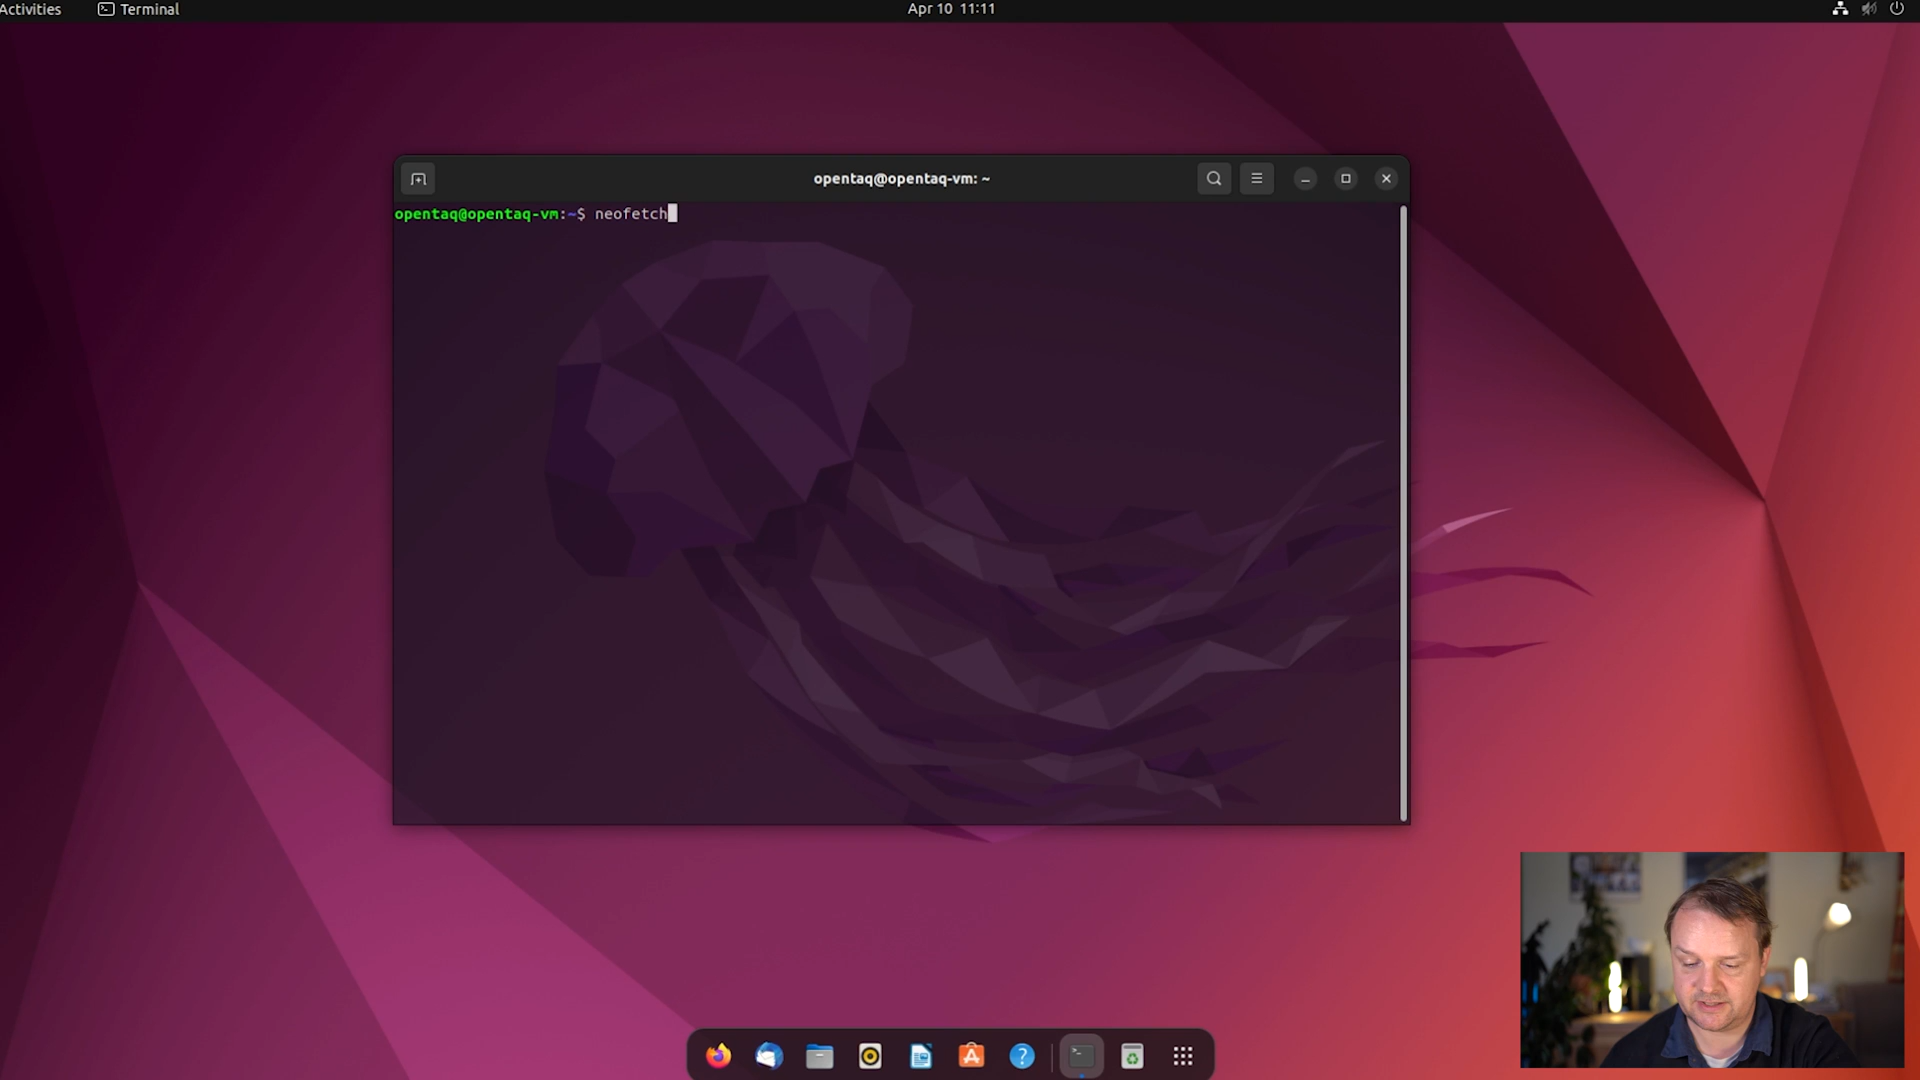 Activities
Terminal
Apr 10 11:11
opentaq@opentaq-vm: ~
opentaq@opentaq-vm:~$ neofetch